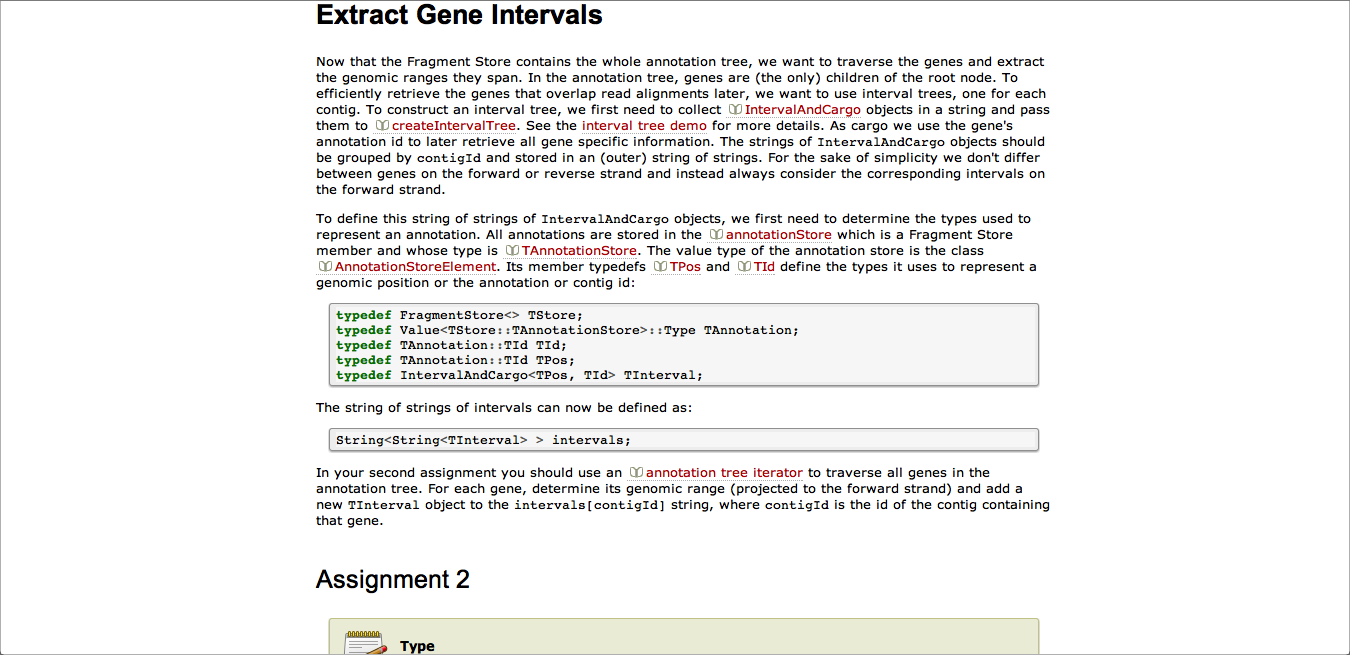 Extract Gene Intervals
Now that the Fragment Store contains the whole annotation tree, we want to traverse the genes and extract
the genomic ranges they span. In the annotation tree, genes are (the only) children of the root node. To
efficiently retrieve the genes that overlap read alignments later, we want to use interval trees, one for each
contig. To construct an interval tree, we first need to collect IntervalAndCargo objects in a string and pass
them to createIntervalTree. See the interval tree demo for more details. As cargo we use the gene's
annotation id to later retrieve all gene specific information. The strings of IntervalAndCargo objects should
be grouped by contigId and stored in an (outer) string of strings. For the sake of simplicity we don't differ
between genes on the forward or reverse strand and instead always consider the corresponding intervals on
the forward strand.
To define this string of strings of IntervalAndCargo objects, we first need to determine the types used to
represent an annotation. All annotations are stored in the annotationStore which is a Fragment Store
member and whose type is TAnnotationStore. The value type of the annotation store is the class
AnnotationStoreElement. Its member typedefs TPos and TId define the types it uses to represent a
genomic position or the annotation or contig id:
typedef FragmentStore<> TStore;
typedef Value<TStore::TAnnotationStore>::Type TAnnotation;
typedef TAnnotation::TId TId;
typedef TAnnotation::TId TPos;
typedef IntervalAndCargo<TPos, TId> TInterval;
The string of strings of intervals can now be defined as:
String<String<TInterval> > intervals;
In your second assignment you should use an annotation tree iterator to traverse all genes in the
annotation tree. For each gene, determine its genomic range (projected to the forward strand) and add a
new TInterval object to the intervals[contigId] string, where contigId is the id of the contig containing
that gene.
Assignment 2
Type